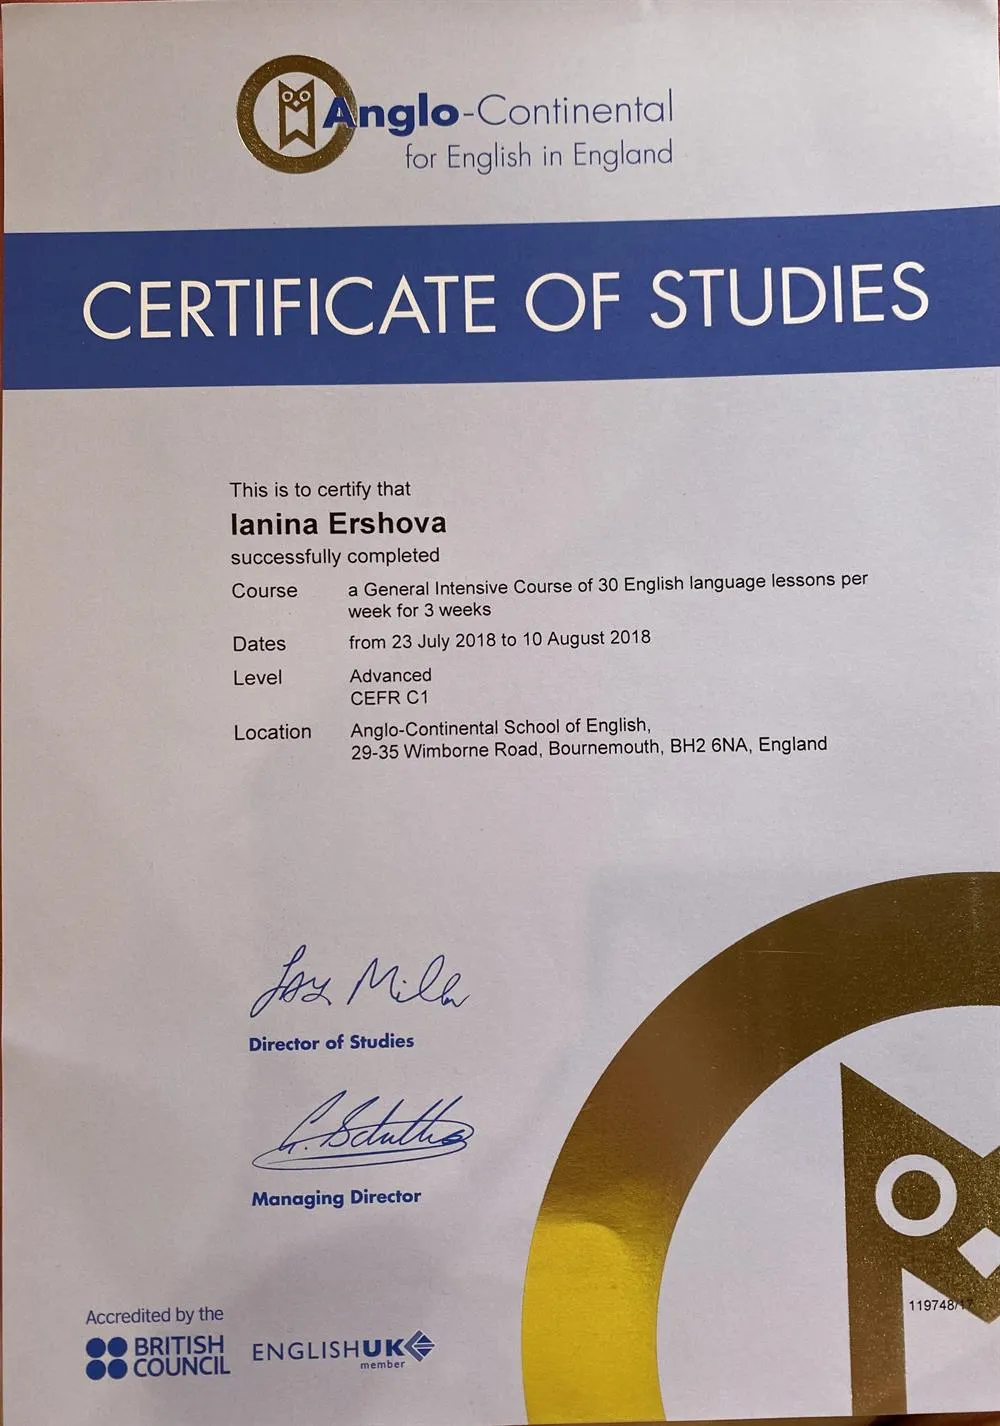 Anglo-Continental
for English in England
CERTIFICATE OF STUDIES
This is to certify that
Ianina Ershova
successfully completed
Course a General Intensive Course of 30 English language lessons per
week for 3 weeks
Dates from 23 July 2018 to 10 August 2018
Level Advanced
CEFR C1
Location Anglo-Continental School of English,
29-35 Wimborne Road, Bournemouth, BH2 6NA, England
Director of Studies
Managing Director
Accredited by the
BRITISH
COUNCIL
ENGLISHUK
member
119748/17